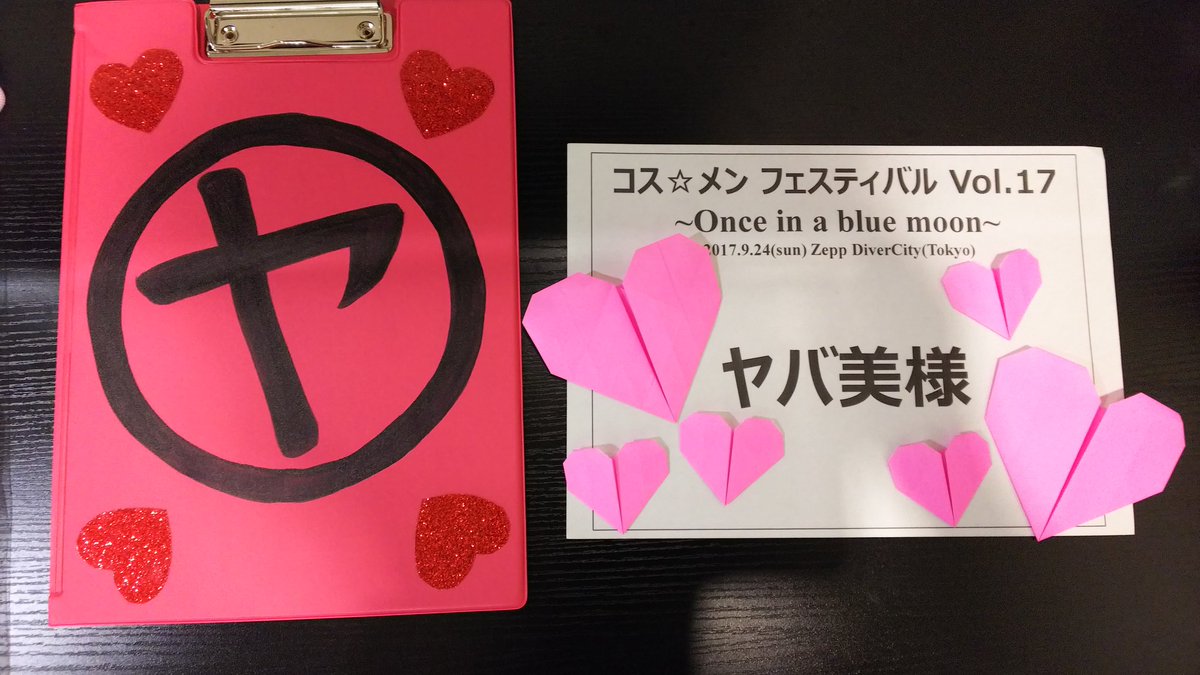 ヤ
コス☆メン フェスティバル Vol.17
~Once in a blue moon~
2017.9.24(sun) Zepp DiverCity(Tokyo)
ヤバ美様